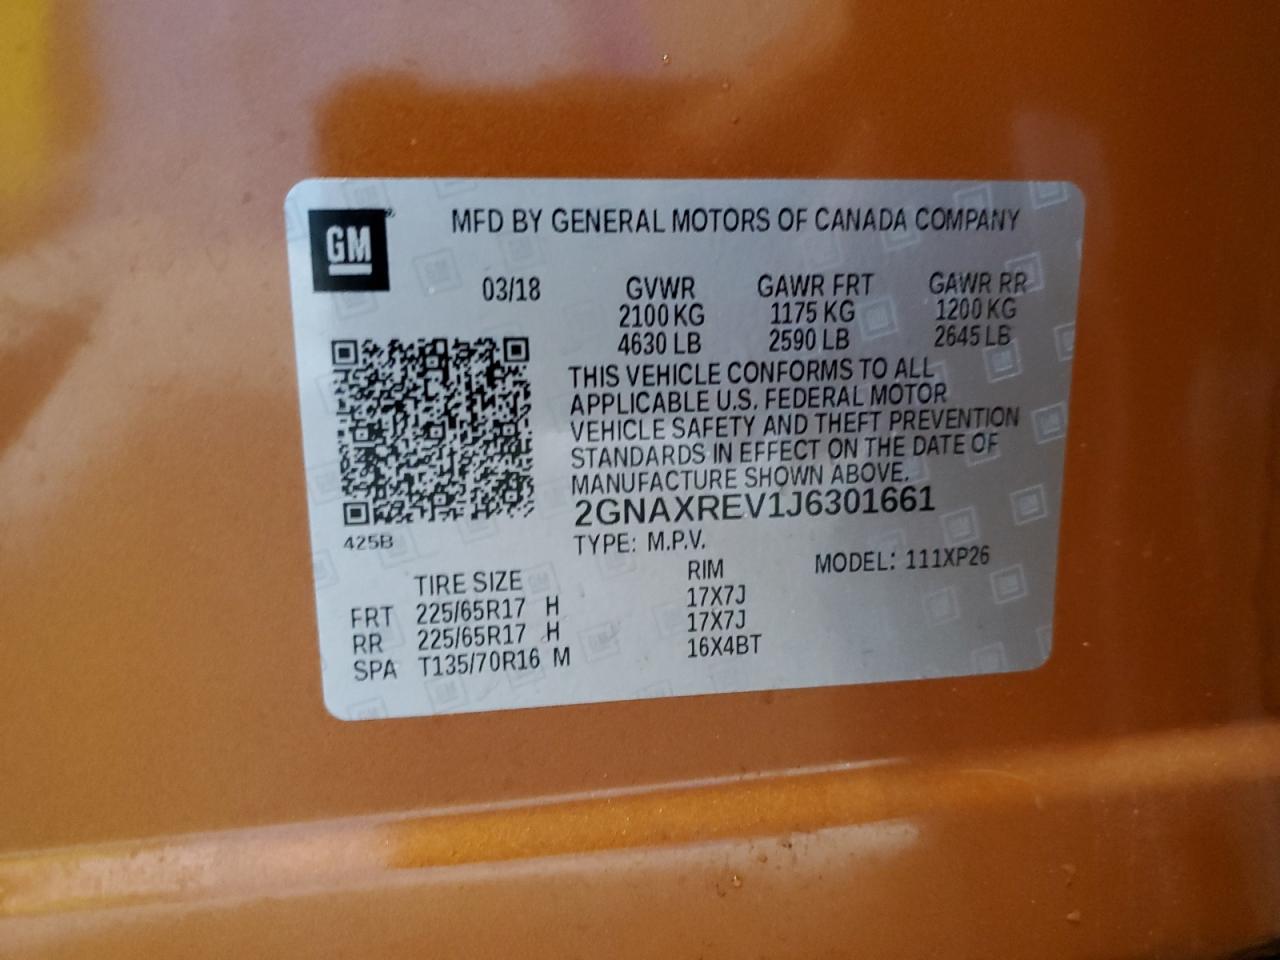 GM
MFD BY GENERAL MOTORS OF CANADA COMPANY
03/18 GVWR GAWR FRT GAWR RR
2100 KG 1175 KG 1200 KG
4630 LB 2590 LB 2645 LB
THIS VEHICLE CONFORMS TO ALL
APPLICABLE U.S. FEDERAL MOTOR
VEHICLE SAFETY AND THEFT PREVENTION
STANDARDS IN EFFECT ON THE DATE OF
MANUFACTURE SHOWN ABOVE.
2GNAXREV1J6301661
425B
TYPE: M.P.V. MODEL: 111XP26
TIRE SIZE RIM
FRT 225/65R17 H 17X7J
RR 225/65R17 H 17X7J
SPA T135/70R16 M 16X4BT